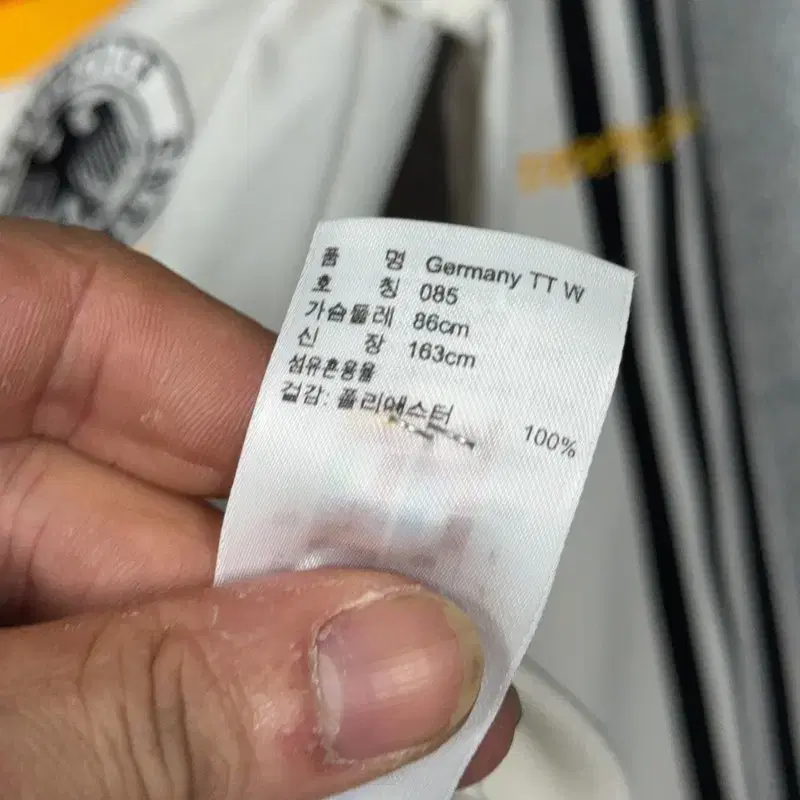 품 명 Germany TT W
호 칭 085
가슴둘레 86cm
신 장 163cm
섬유혼용율
겉감: 폴리에스터 100%